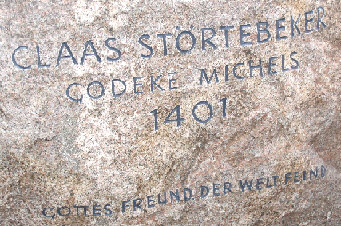 CLAAS STÖRTEBEKER
GODEKE MICHELS
1401
GOTTES FREUND DER WELT FEIND